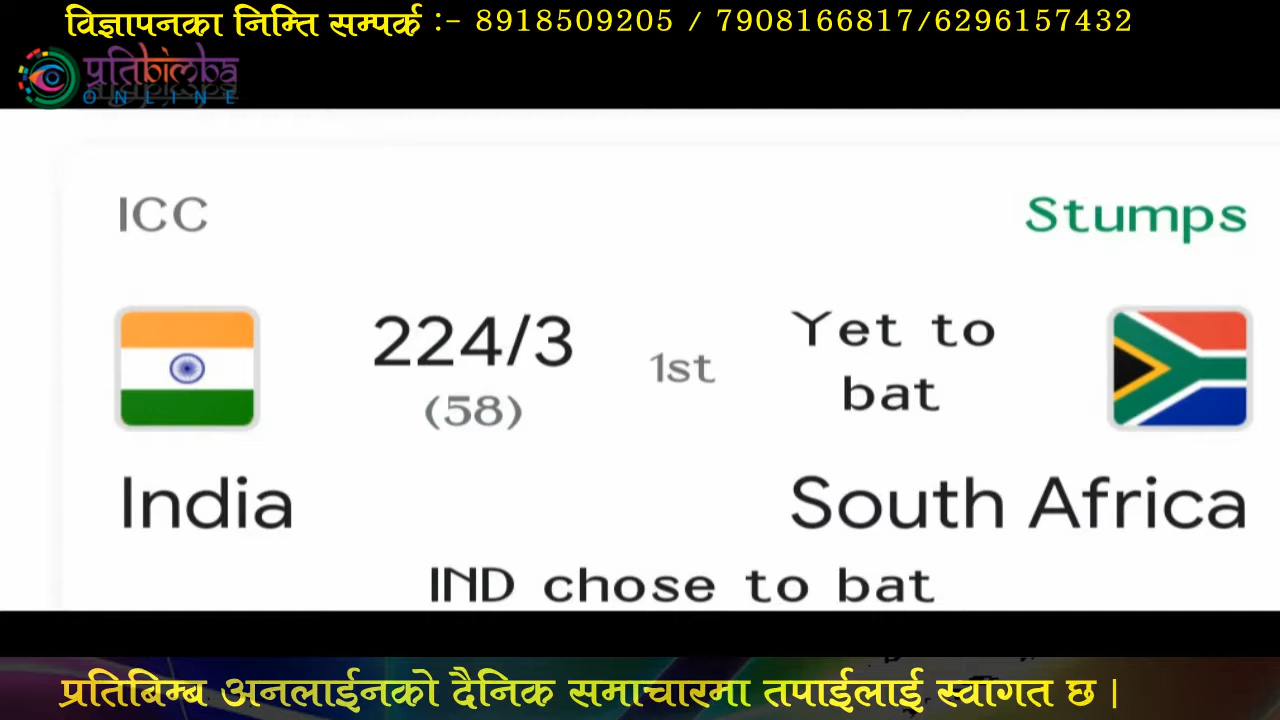 विज्ञापनका निम्ति सम्पर्क :- 8918509205 / 7908166817/6296157432
प्रतिबिम्ब
ONLINE
ICC
Stumps
224/3
(58)
1st
Yet to
bat
India
South Africa
IND chose to bat
प्रतिबिम्ब अनलाईनको दैनिक समाचारमा तपाईलाई स्वागत छ |